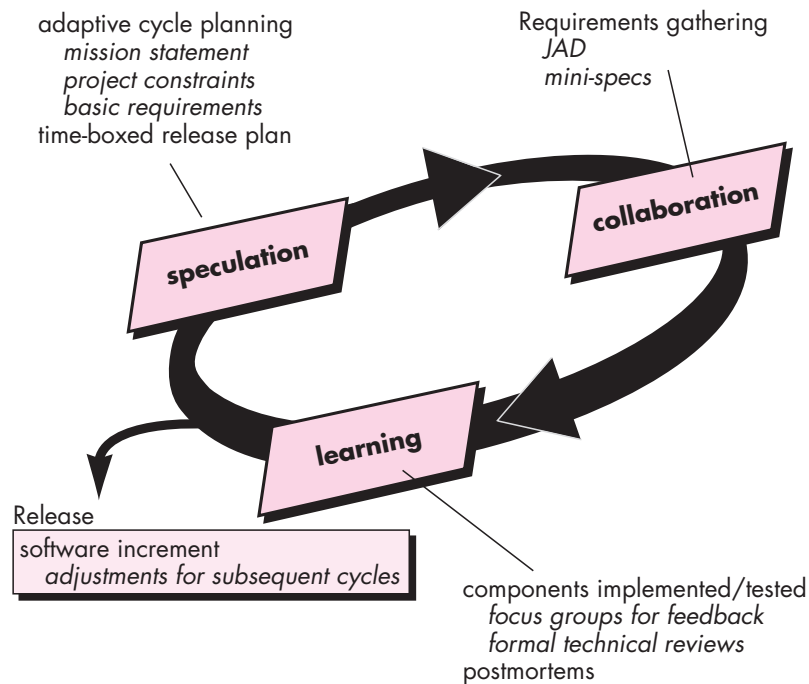 adaptive cycle planning
mission statement
project constraints
basic requirements
time-boxed release plan
Requirements gathering
JAD
mini-specs
speculation
collaboration
learning
Release
software increment
adjustments for subsequent cycles
components implemented/tested
focus groups for feedback
formal technical reviews
postmortems